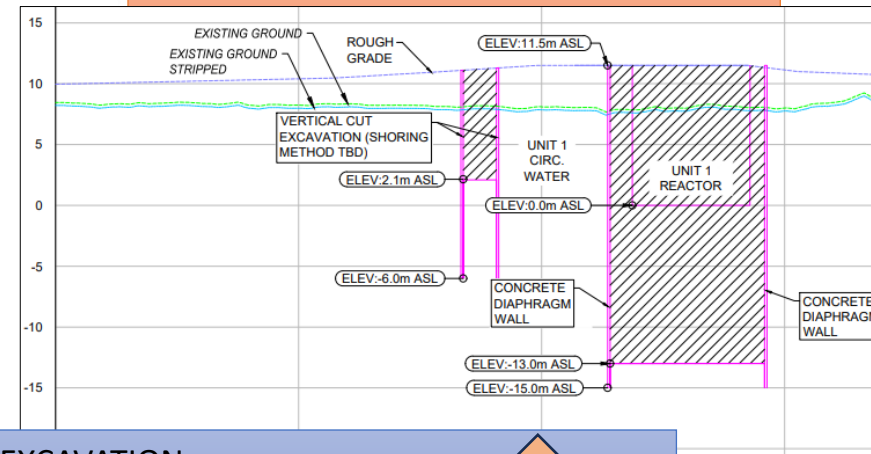 15
10
5
0
-5
-10
-15
EXISTING GROUND
EXISTING GROUND
STRIPPED
ROUGH
GRADE
ELEV:11.5m ASL
VERTICAL CUT
EXCAVATION (SHORING
METHOD TBD)
UNIT 1
CIRC.
WATER
UNIT 1
REACTOR
ELEV:2.1m ASL
ELEV:0.0m ASL
ELEV:-6.0m ASL
CONCRETE
DIAPHRAGM
WALL
CONCRETE
DIAPHRAGM
WALL
ELEV:-13.0m ASL
ELEV:-15.0m ASL
EXCAVATION